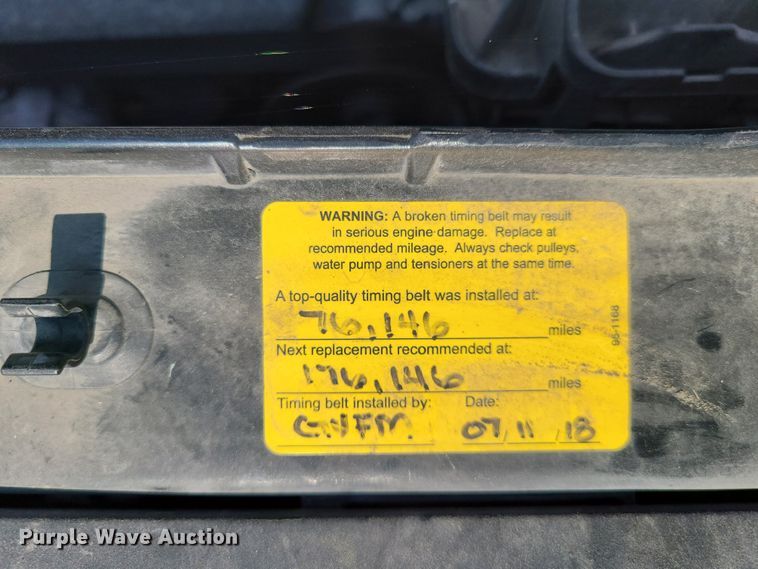 WARNING: A broken timing belt may result
in serious engine damage. Replace at
recommended mileage. Always check pulleys,
water pump and tensioners at the same time.
A top-quality timing belt was installed at:
76,146 miles
Next replacement recommended at:
176,146 miles
Timing belt installed by: Date:
07/11/18
95-1168
Purple Wave Auction